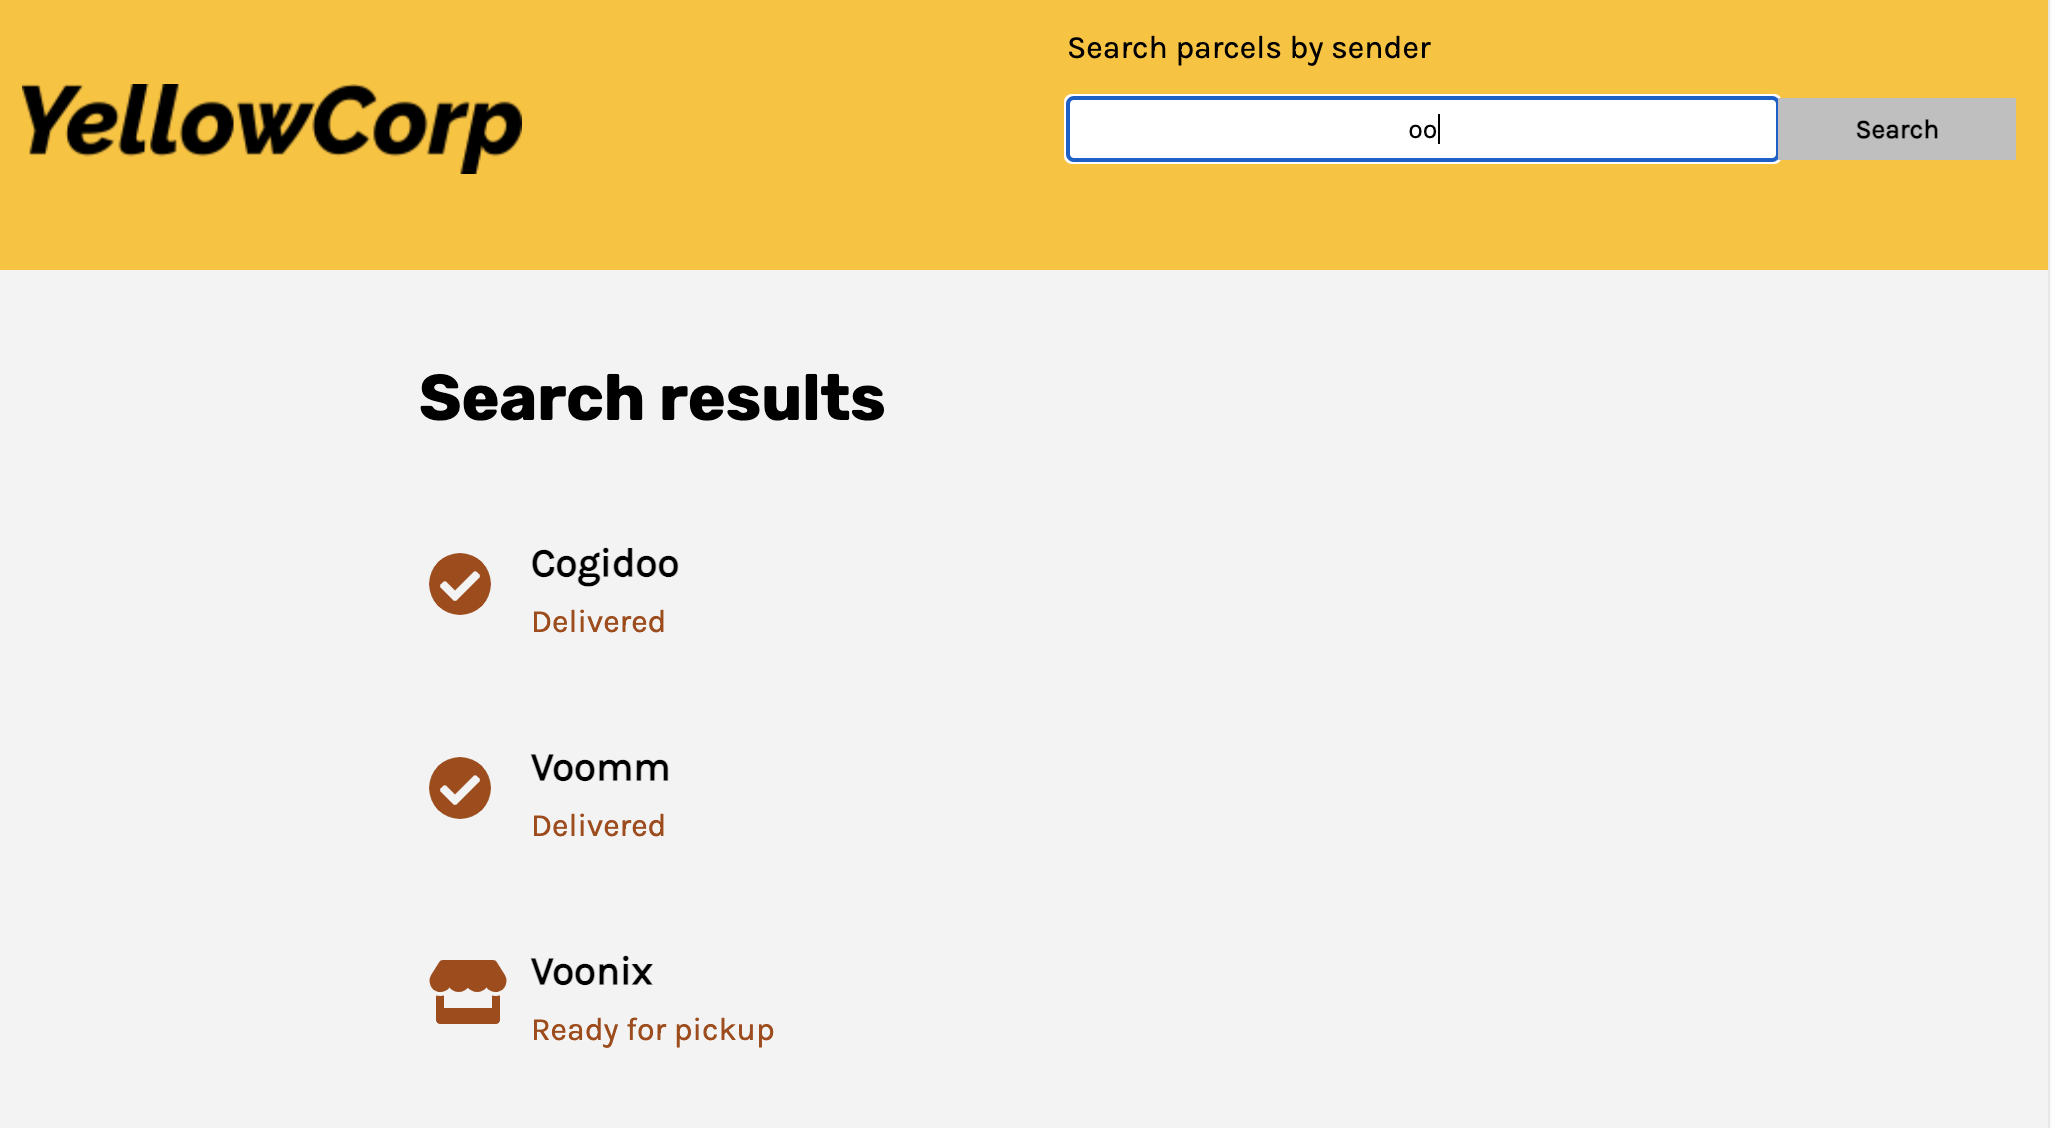 YellowCorp
Search parcels by sender
oo
Search
Search results
Cogidoo
Delivered
Voomm
Delivered
Voonix
Ready for pickup